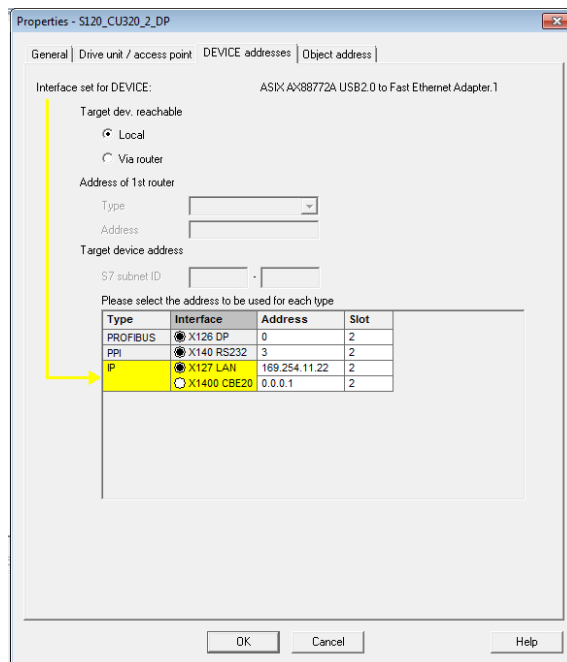 Properties - S120_CU320_2_DP
General Drive unit / access point DEVICE addresses Object address
Interface set for DEVICE: ASIX AX88772A USB2.0 to Fast Ethernet Adapter.1
Target dev. reachable
Local
Via router
Address of 1st router
Type
Address
Target device address
S7 subnet ID -
Please select the address to be used for each type
Type Interface Address Slot
PROFIBUS X126 DP 0 2
PPI X140 RS232 3 2
IP X127 LAN 169.254.11.22 2
X1400 CBE20 0.0.0.1 2
OK Cancel Help